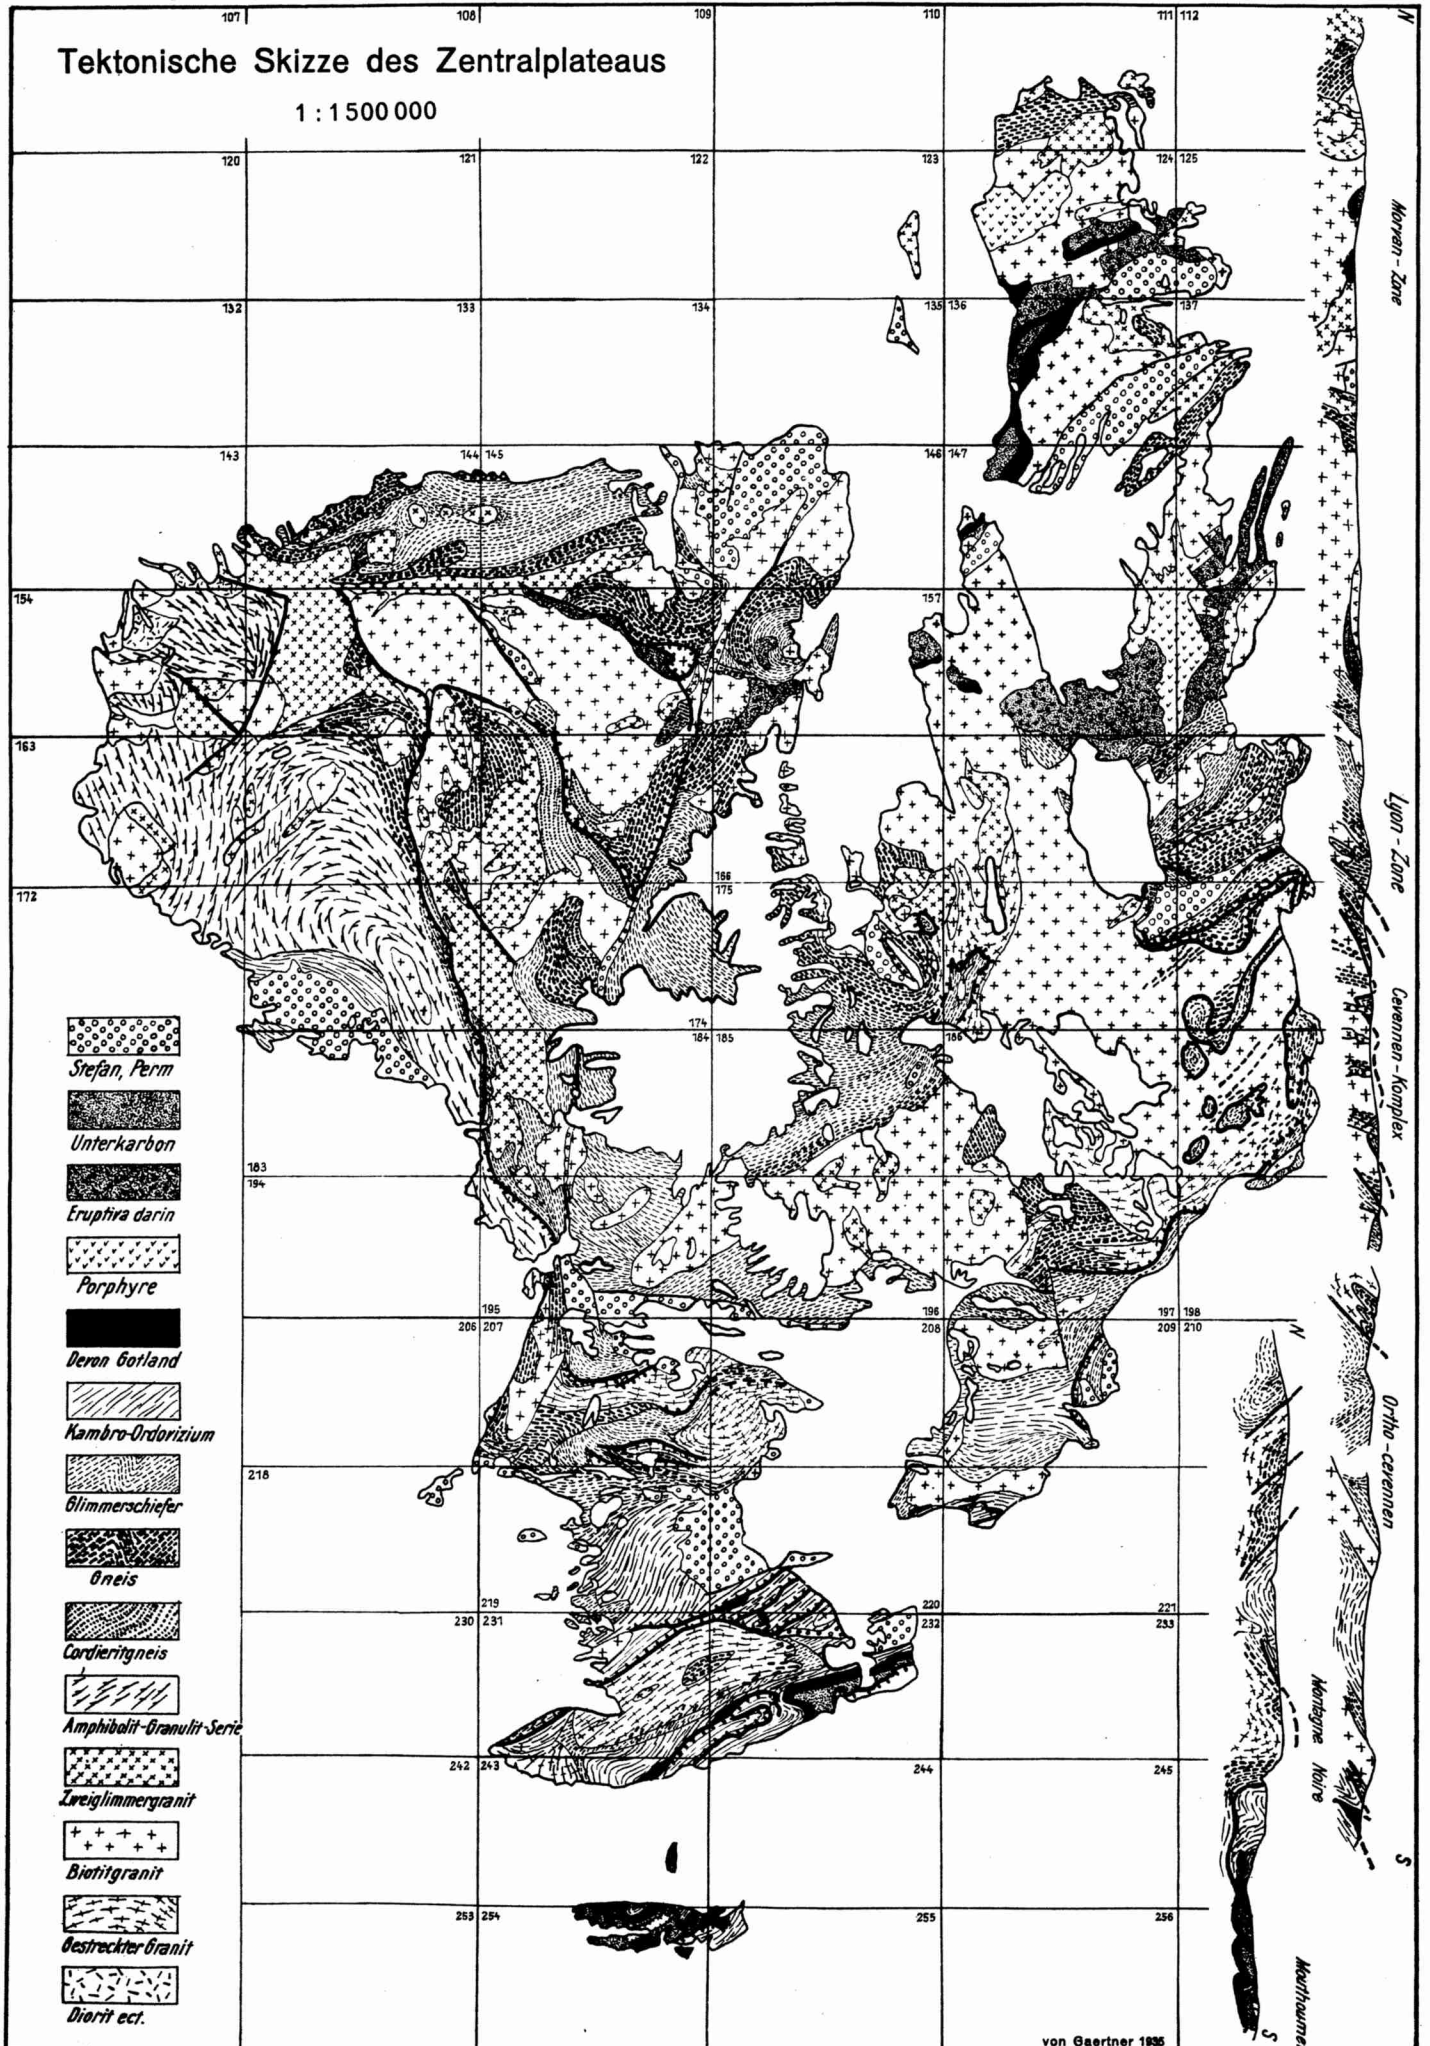 107 108 109 110 111 112
Tektonische Skizze des Zentralplateaus
1 : 1 500 000
120 121 122 123 124 125
132 133 134 135 136 137
143 144 145 146 147
154 157
163
166
172 175
174
184 185 186
183
194
195 196 197 198
206 207 208 209 210
218
219 220 221
230 231 232 233
242 243 244 245
253 254 255 256
Stefan, Perm
Unterkarbon
Eruptiva darin
Porphyre
Devon Gotland
Kambro-Ordovizium
Glimmerschiefer
Gneis
Cordieritgneis
Amphibolit-Granulit-Serie
Zweiglimmergranit
Biotitgranit
Gestreckter Granit
Diorit ect.
N
Morvan-Zone
Lyon-Zone
Cevennen-Komplex
Ortho-cevennen
S
N
Montagne Noire
Mouthoume
S
von Gaertner 1935